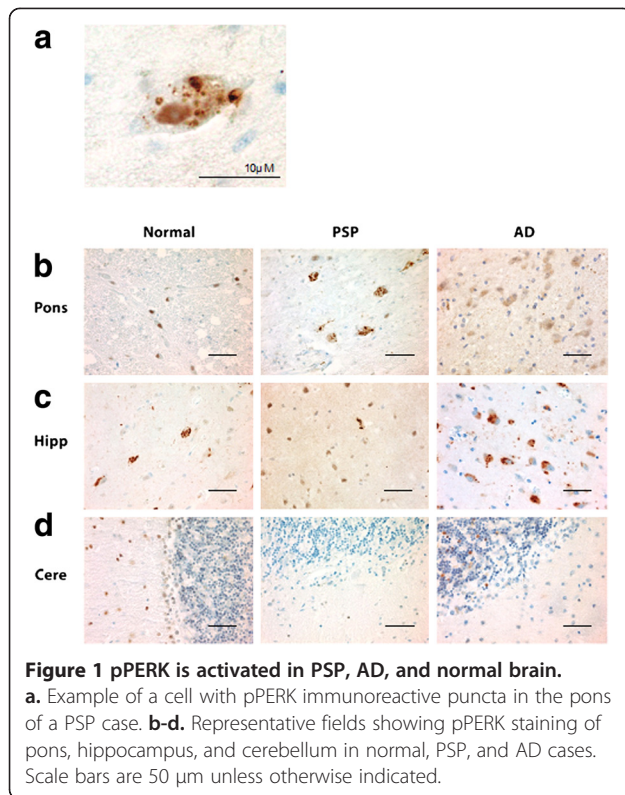 a
10µM
Normal PSP AD
b
Pons
c
Hipp
d
Cere
Figure 1 pPERK is activated in PSP, AD, and normal brain.
a. Example of a cell with pPERK immunoreactive puncta in the pons
of a PSP case. b-d. Representative fields showing pPERK staining of
pons, hippocampus, and cerebellum in normal, PSP, and AD cases.
Scale bars are 50 µm unless otherwise indicated.